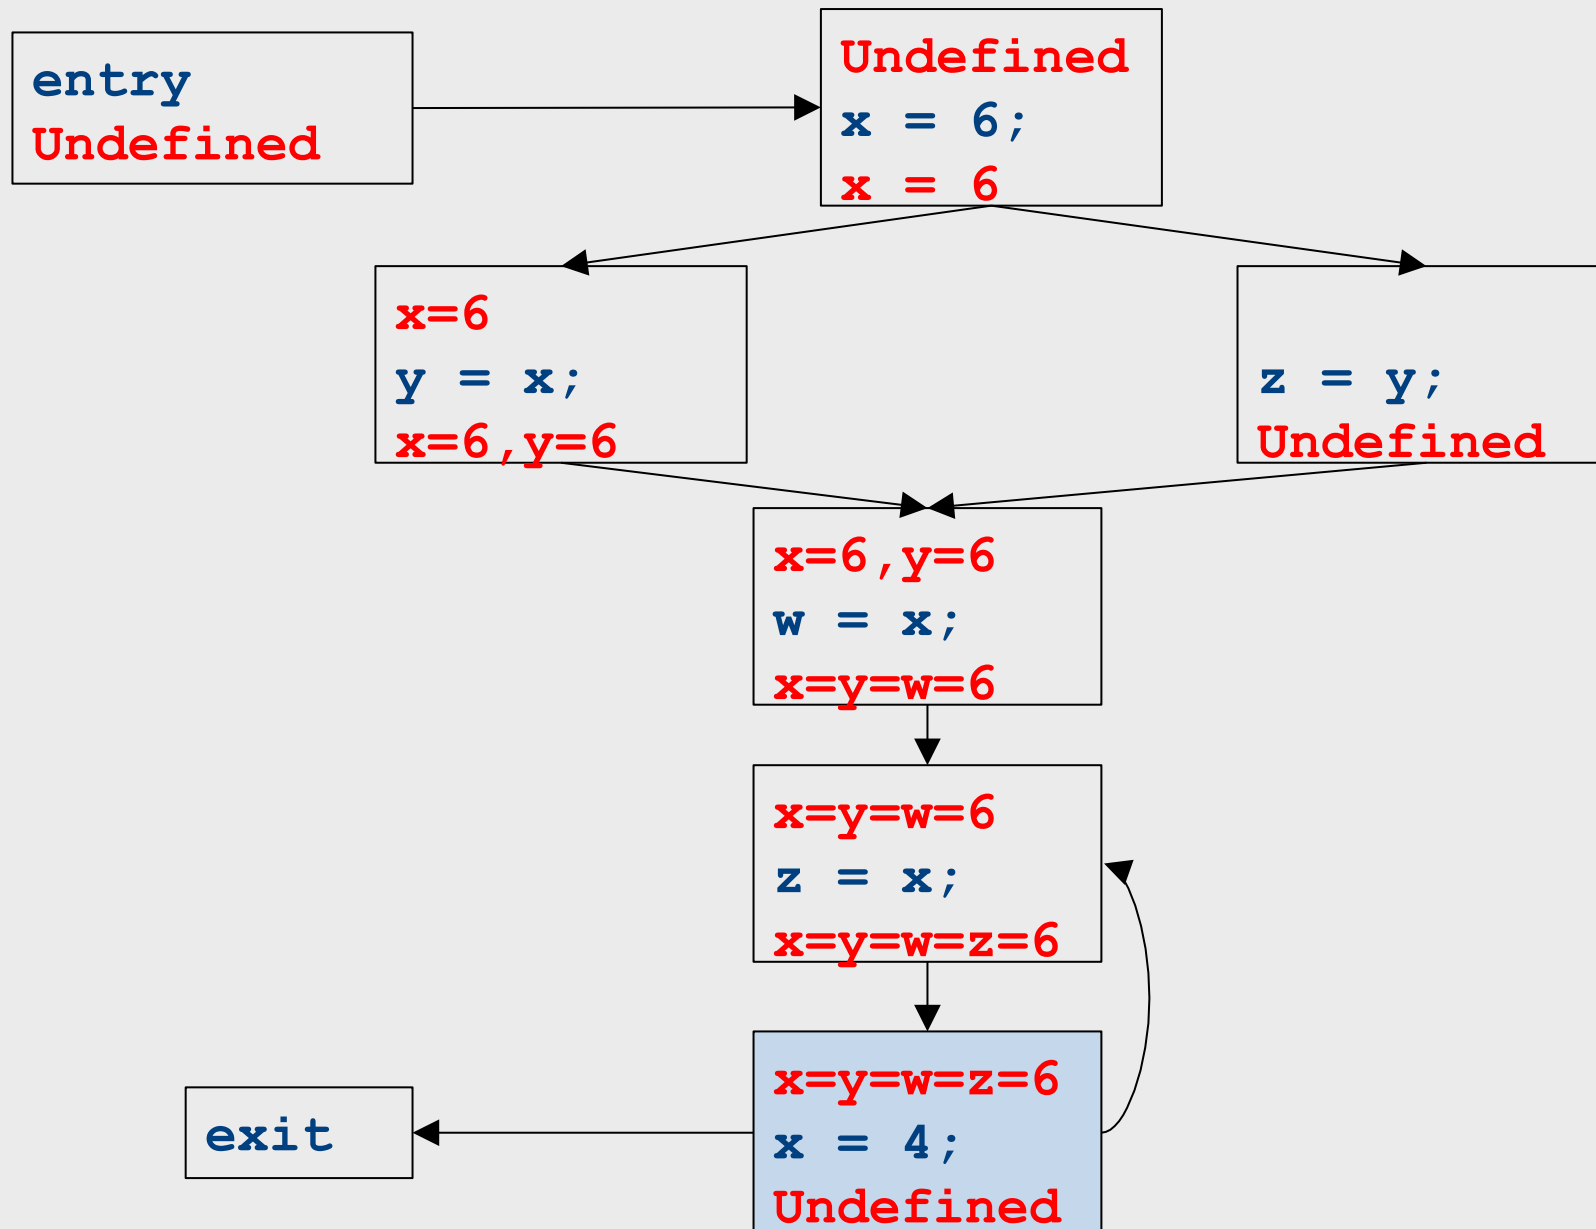 entry
Undefined
Undefined
x = 6;
x = 6
x=6
y = x;
x=6,y=6
z = y;
Undefined
x=6,y=6
w = x;
x=y=w=6
x=y=w=6
z = x;
x=y=w=z=6
x=y=w=z=6
x = 4;
Undefined
exit